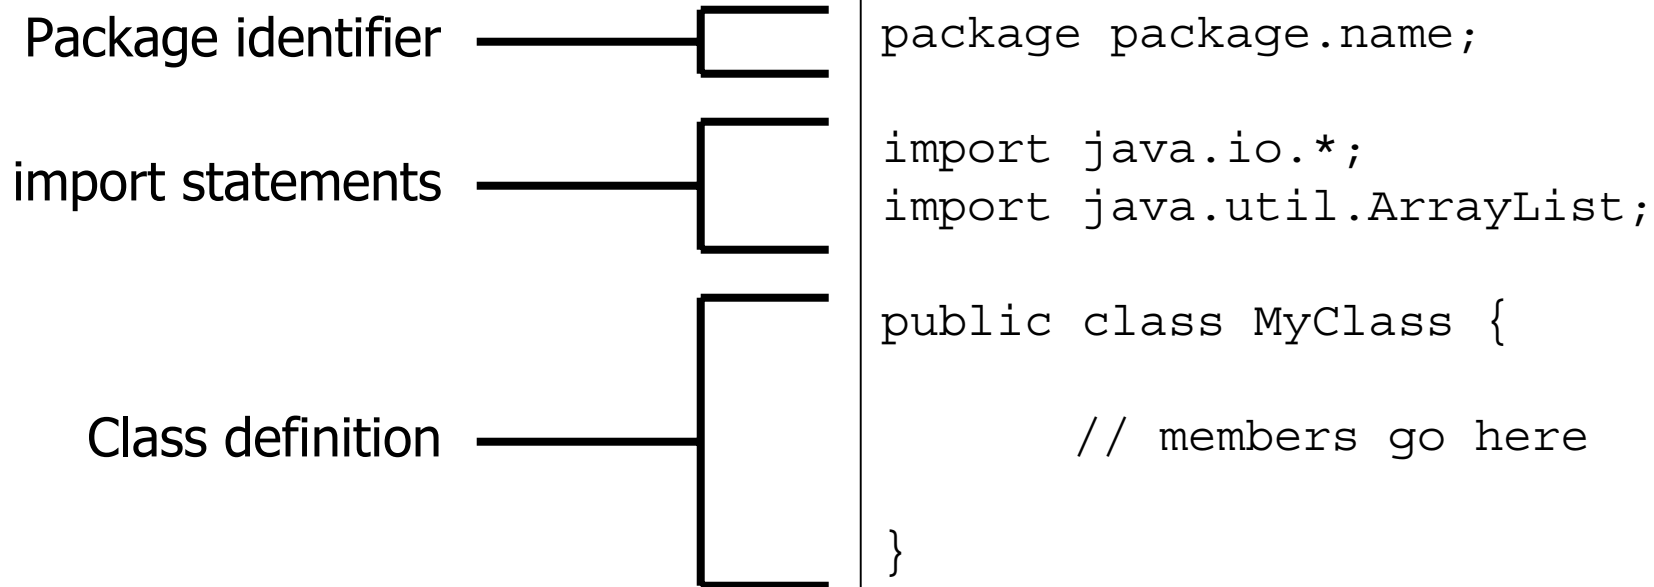 Package identifier
package package.name;
import statements
import java.io.*;
import java.util.ArrayList;
Class definition
public class MyClass {
// members go here
}